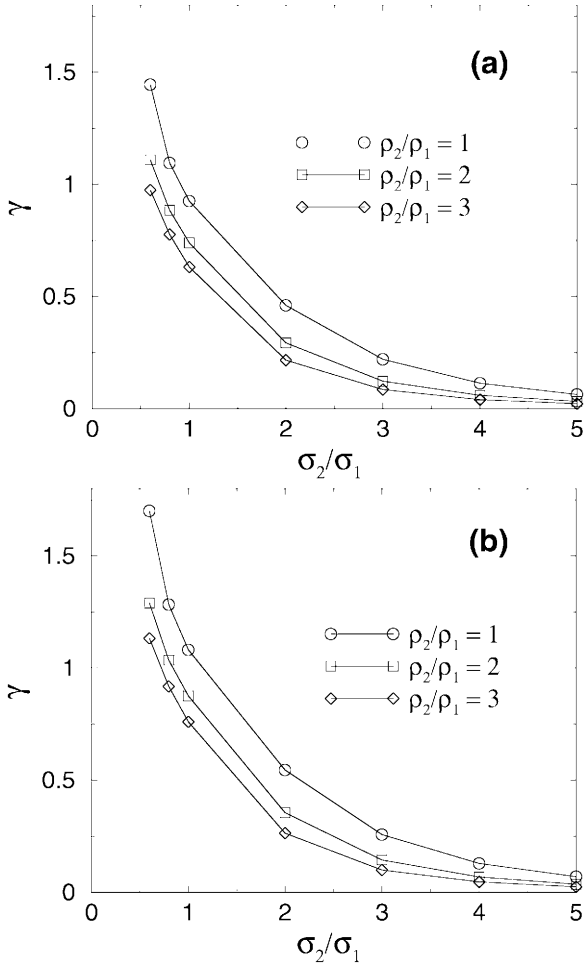 (a)
1.5
1
0.5
0
γ
ρ₂/ρ₁ = 1
ρ₂/ρ₁ = 2
ρ₂/ρ₁ = 3
0 1 2 3 4 5
σ₂/σ₁
(b)
1.5
1
0.5
0
γ
ρ₂/ρ₁ = 1
ρ₂/ρ₁ = 2
ρ₂/ρ₁ = 3
0 1 2 3 4 5
σ₂/σ₁